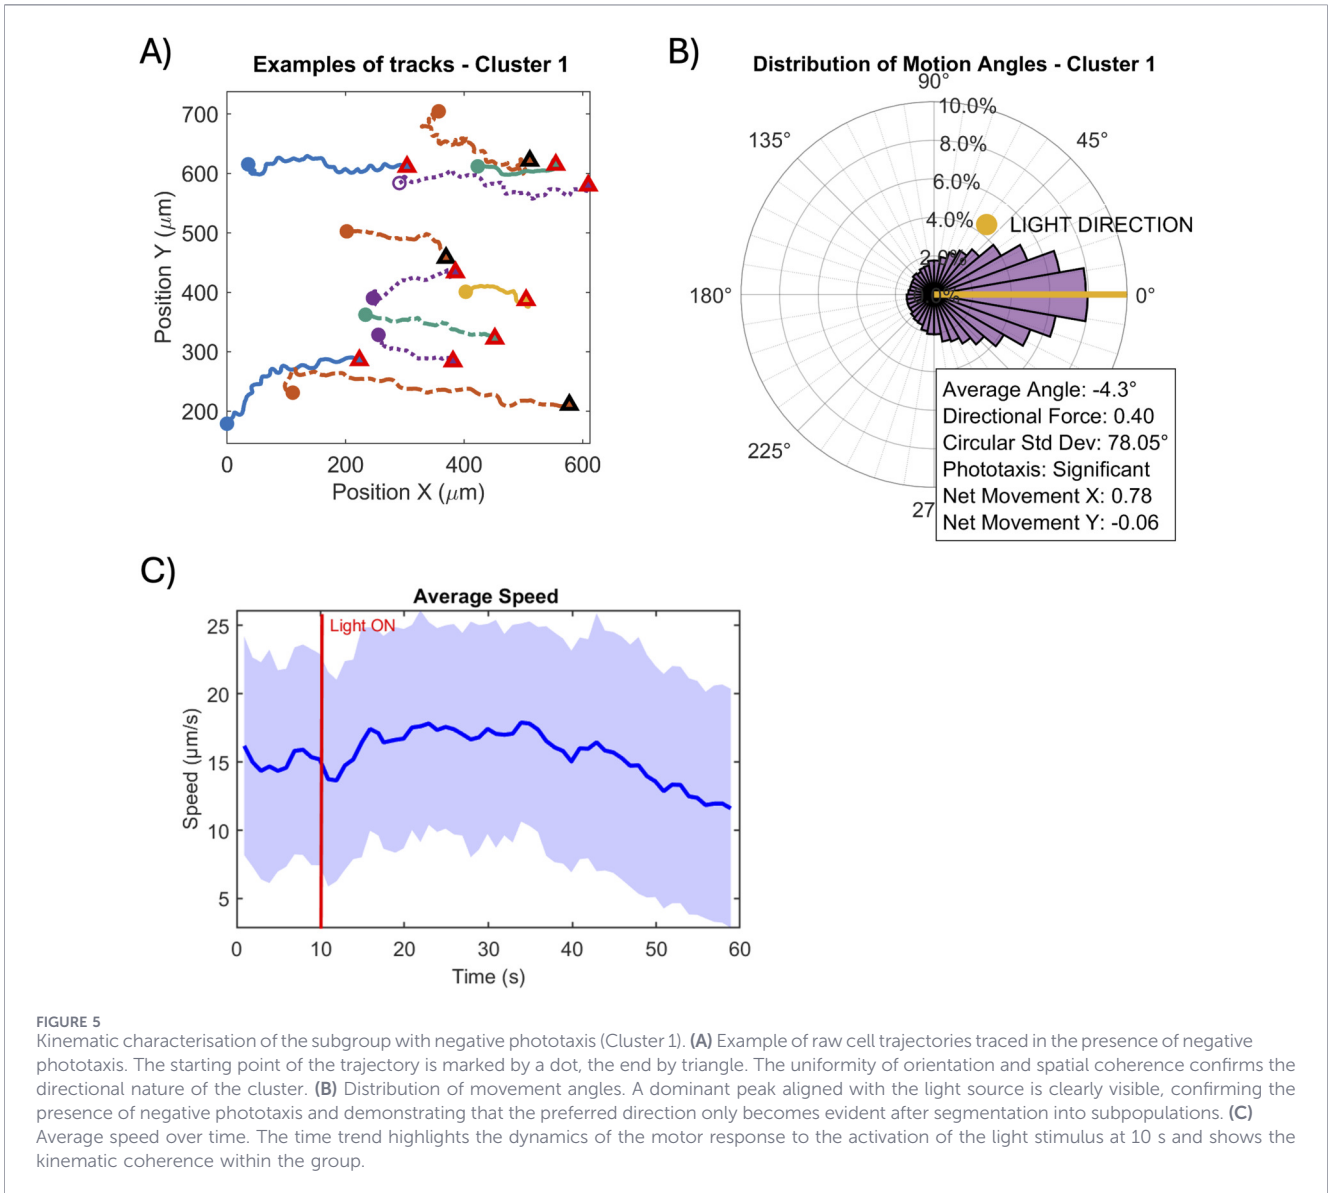 A)
Examples of tracks - Cluster 1
700
600
500
400
300
200
Position Y (μm)
0
200
400
600
Position X (μm)
B)
Distribution of Motion Angles - Cluster 1
90°
10.0%
135°
45°
8.0%
6.0%
4.0%
LIGHT DIRECTION
2.0%
180°
0%
0°
225°
27
Average Angle: -4.3°
Directional Force: 0.40
Circular Std Dev: 78.05°
Phototaxis: Significant
Net Movement X: 0.78
Net Movement Y: -0.06
C)
Average Speed
Light ON
25
20
15
10
5
Speed (μm/s)
0
10
20
30
40
50
60
Time (s)
FIGURE 5
Kinematic characterisation of the subgroup with negative phototaxis (Cluster 1). (A) Example of raw cell trajectories traced in the presence of negative
phototaxis. The starting point of the trajectory is marked by a dot, the end by triangle. The uniformity of orientation and spatial coherence confirms the
directional nature of the cluster. (B) Distribution of movement angles. A dominant peak aligned with the light source is clearly visible, confirming the
presence of negative phototaxis and demonstrating that the preferred direction only becomes evident after segmentation into subpopulations. (C)
Average speed over time. The time trend highlights the dynamics of the motor response to the activation of the light stimulus at 10 s and shows the
kinematic coherence within the group.